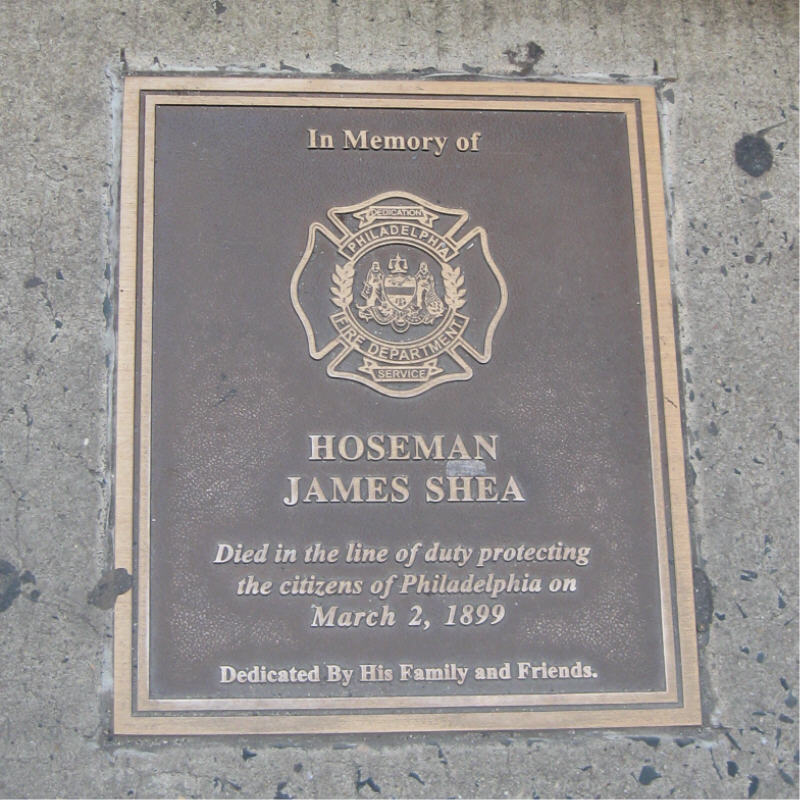 In Memory of
DEDICATION
PHILADELPHIA
FIRE DEPARTMENT
SERVICE
HOSEMAN
JAMES SHEA
Died in the line of duty protecting
the citizens of Philadelphia on
March 2, 1899
Dedicated By His Family and Friends.